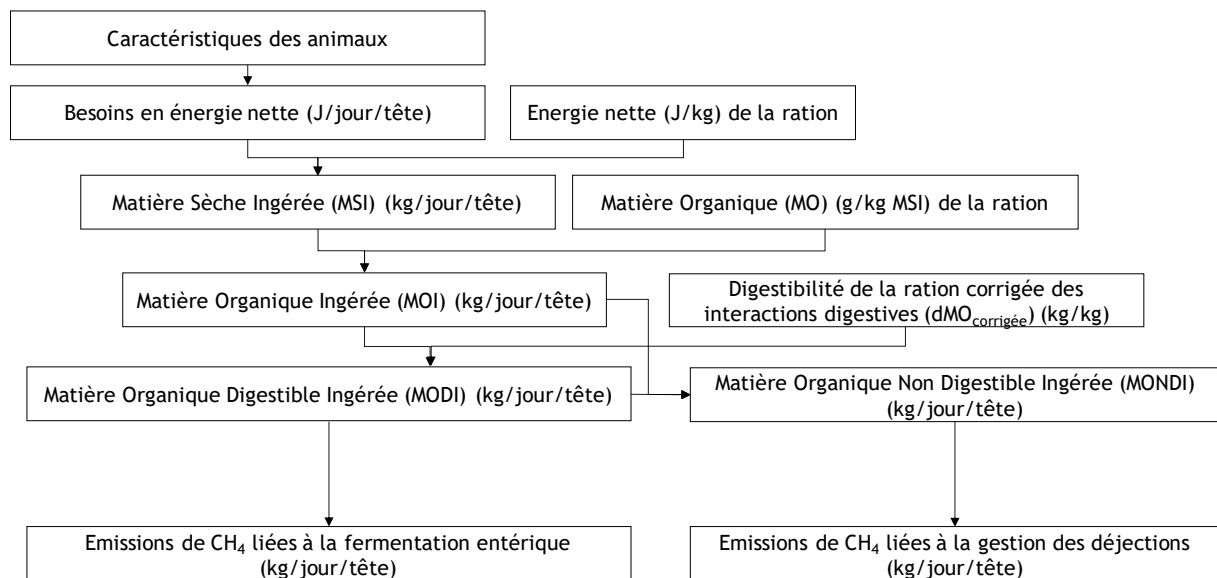 Caractéristiques des animaux
Besoins en énergie nette (J/jour/tête)
Energie nette (J/kg) de la ration
Matière Sèche Ingérée (MSI) (kg/jour/tête)
Matière Organique (MO) (g/kg MSI) de la ration
Matière Organique Ingérée (MOI) (kg/jour/tête)
Digestibilité de la ration corrigée des
interactions digestives (dMOcorrigée) (kg/kg)
Matière Organique Digestible Ingérée (MODI) (kg/jour/tête)
Matière Organique Non Digestible Ingérée (MONDI)
(kg/jour/tête)
Emissions de CH4 liées à la fermentation entérique
(kg/jour/tête)
Emissions de CH4 liées à la gestion des déjections
(kg/jour/tête)